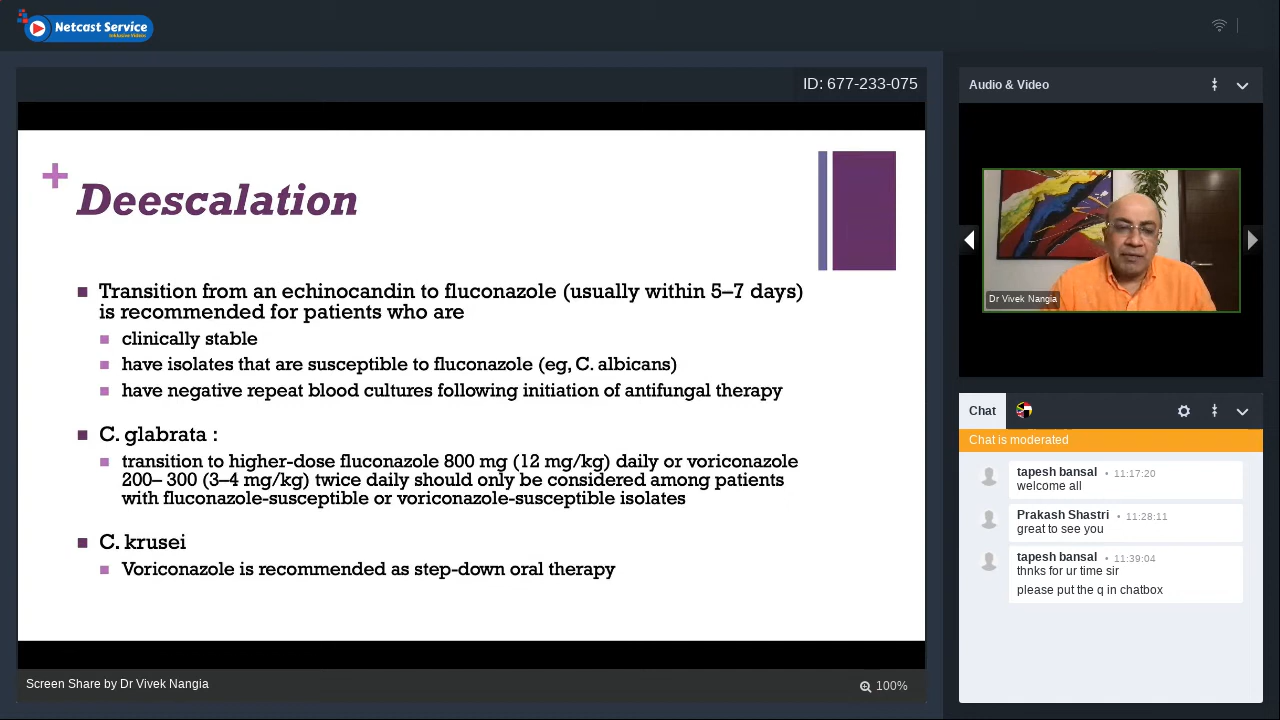 Netcast Service
ID: 677-233-075
+
Deescalation
Transition from an echinocandin to fluconazole (usually within 5–7 days)
is recommended for patients who are
clinically stable
have isolates that are susceptible to fluconazole (eg, C. albicans)
have negative repeat blood cultures following initiation of antifungal therapy
C. glabrata :
transition to higher-dose fluconazole 800 mg (12 mg/kg) daily or voriconazole
200– 300 (3–4 mg/kg) twice daily should only be considered among patients
with fluconazole-susceptible or voriconazole-susceptible isolates
C. krusei
Voriconazole is recommended as step-down oral therapy
Screen Share by Dr Vivek Nangia
100%
Audio & Video
Dr Vivek Nangia
Chat
Chat is moderated
tapesh bansal • 11:17:20
welcome all
Prakash Shastri • 11:28:11
great to see you
tapesh bansal • 11:39:04
thnks for ur time sir
please put the q in chatbox